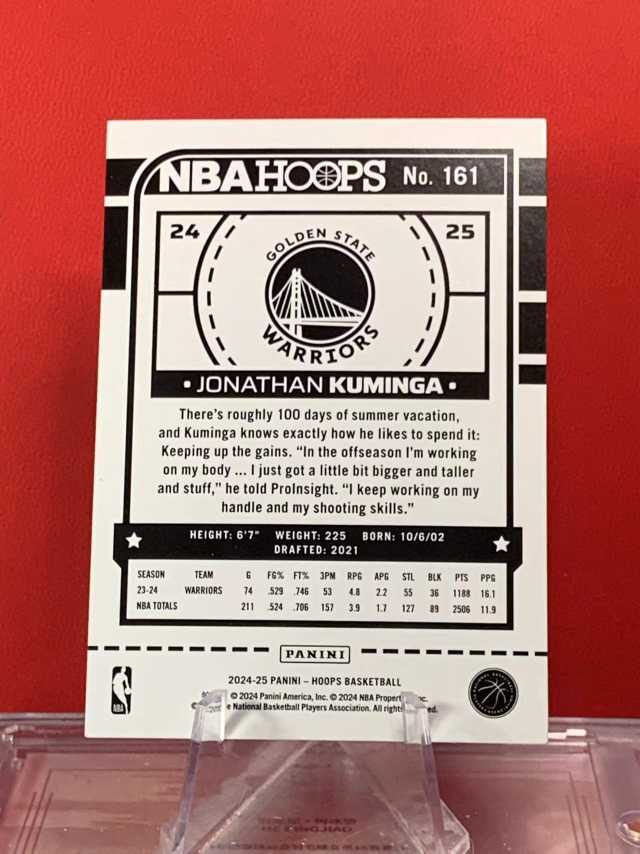 NBA HOOPS No. 161
24 25
GOLDEN STATE
WARRIORS
• JONATHAN KUMINGA •
There's roughly 100 days of summer vacation,
and Kuminga knows exactly how he likes to spend it:
Keeping up the gains. “In the offseason I'm working
on my body ... I just got a little bit bigger and taller
and stuff,” he told ProInsight. “I keep working on my
handle and my shooting skills.”
HEIGHT: 6'7" WEIGHT: 225 BORN: 10/6/02
DRAFTED: 2021
SEASON TEAM G FG% FT% 3PM RPG APG STL BLK PTS PPG
23-24 WARRIORS 74 .529 .746 53 4.8 2.2 55 36 1188 16.1
NBA TOTALS 211 .524 .706 157 3.9 1.7 127 89 2506 11.9
PANINI
2024-25 PANINI – HOOPS BASKETBALL
© 2024 Panini America, Inc. © 2024 NBA Inc.
National Basketball Players Association. All
NBA